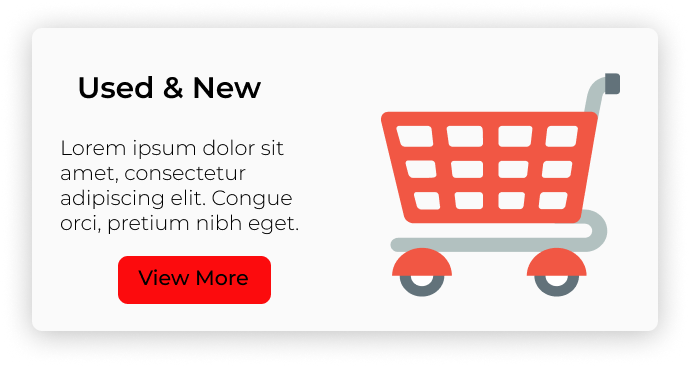 Used & New
Lorem ipsum dolor sit
amet, consectetur
adipiscing elit. Congue
orci, pretium nibh eget.
View More